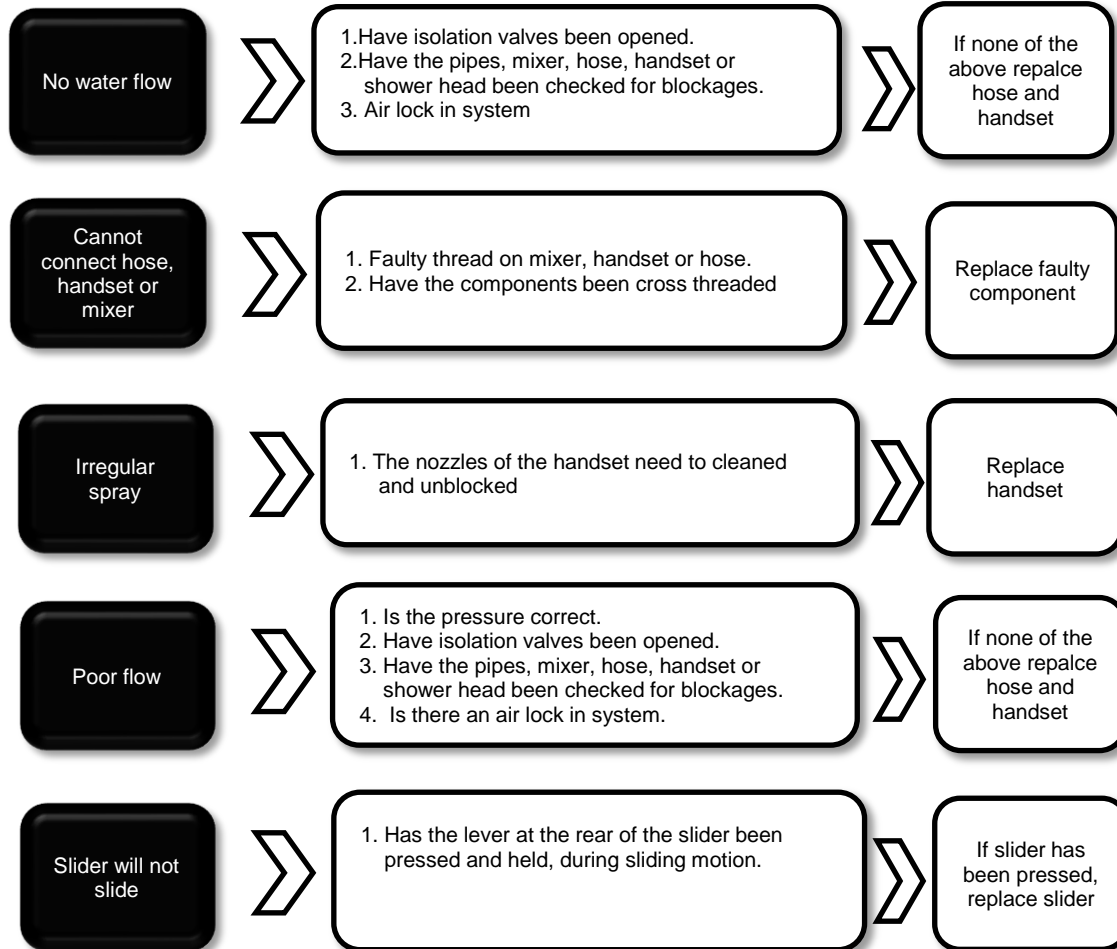 No water flow
1.Have isolation valves been opened.
2.Have the pipes, mixer, hose, handset or
shower head been checked for blockages.
3. Air lock in system
If none of the
above repalce
hose and
handset
Cannot
connect hose,
handset or
mixer
1. Faulty thread on mixer, handset or hose.
2. Have the components been cross threaded
Replace faulty
component
Irregular
spray
1. The nozzles of the handset need to cleaned
and unblocked
Replace
handset
Poor flow
1. Is the pressure correct.
2. Have isolation valves been opened.
3. Have the pipes, mixer, hose, handset or
shower head been checked for blockages.
4. Is there an air lock in system.
If none of the
above repalce
hose and
handset
Slider will not
slide
1. Has the lever at the rear of the slider been
pressed and held, during sliding motion.
If slider has
been pressed,
replace slider